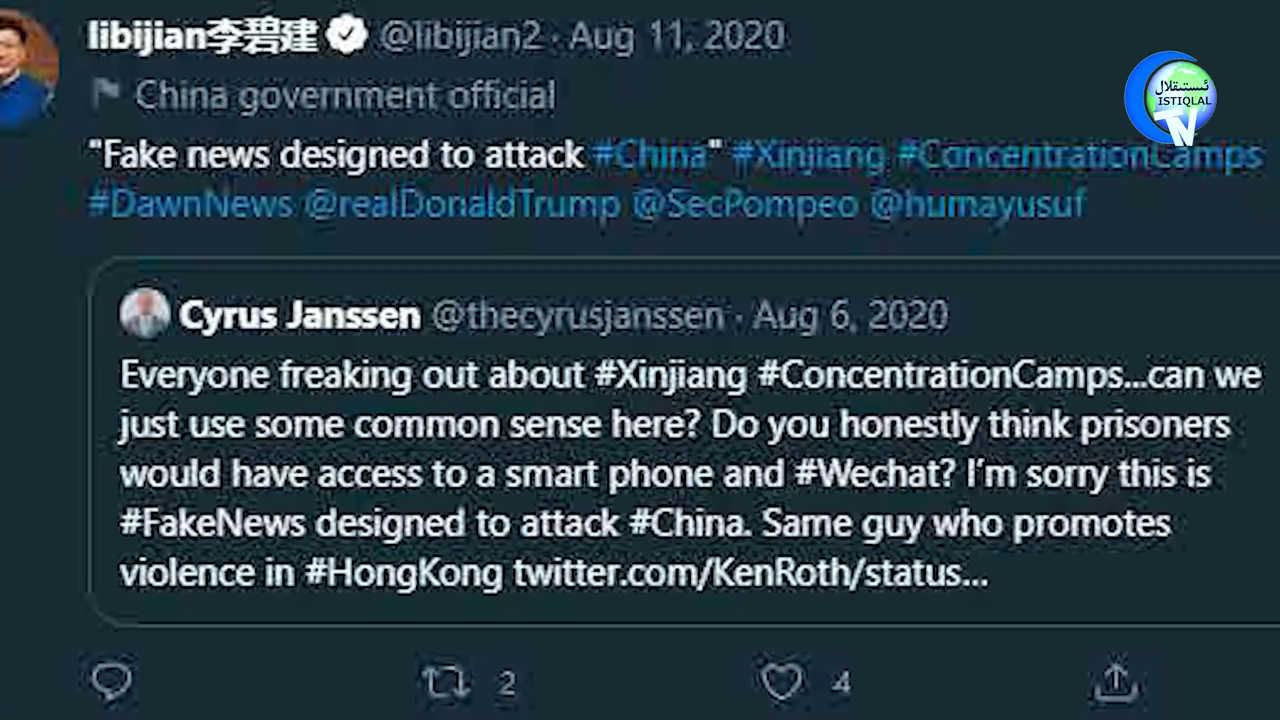 libijian李碧建 @libijian2 · Aug 11, 2020
China government official
ئىستىقلال
ISTIQLAL
TV
"Fake news designed to attack #China" #Xinjiang #ConcentrationCamps
#DawnNews @realDonaldTrump @SecPompeo @humayusuf
Cyrus Janssen @thecyrusjanssen · Aug 6, 2020
Everyone freaking out about #Xinjiang #ConcentrationCamps...can we
just use some common sense here? Do you honestly think prisoners
would have access to a smart phone and #Wechat? I'm sorry this is
#FakeNews designed to attack #China. Same guy who promotes
violence in #HongKong twitter.com/KenRoth/status...
2
4